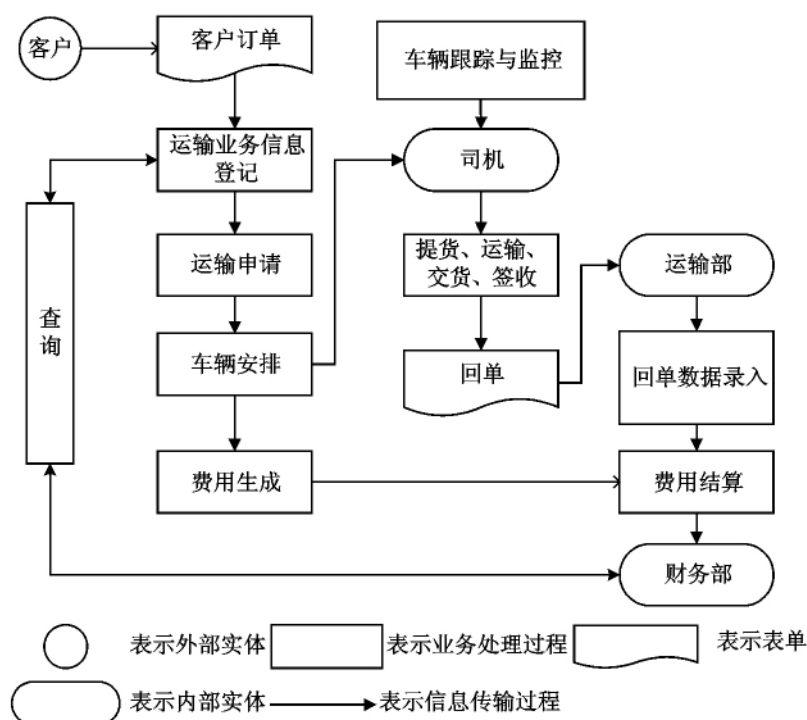 客户
客户订单
车辆跟踪与监控
运输业务信息
登记
司机
运输申请
提货、运输、
交货、签收
运输部
查
询
车辆安排
回单
回单数据录入
费用生成
费用结算
财务部
表示外部实体
表示业务处理过程
表示表单
表示内部实体
表示信息传输过程